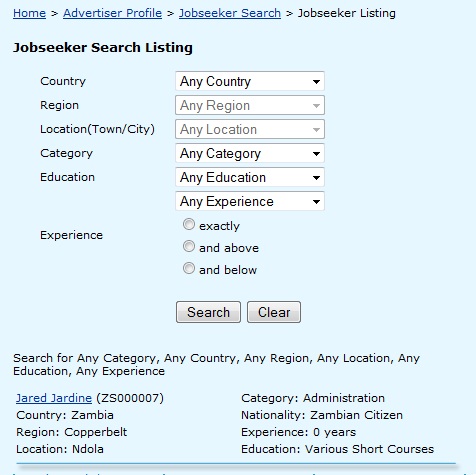 Home > Advertiser Profile > Jobseeker Search > Jobseeker Listing
Jobseeker Search Listing
Country Any Country
Region Any Region
Location(Town/City) Any Location
Category Any Category
Education Any Education
Any Experience
Experience
exactly
and above
and below
Search Clear
Search for Any Category, Any Country, Any Region, Any Location, Any
Education, Any Experience
Jared Jardine (ZS000007) Category: Administration
Country: Zambia Nationality: Zambian Citizen
Region: Copperbelt Experience: 0 years
Location: Ndola Education: Various Short Courses